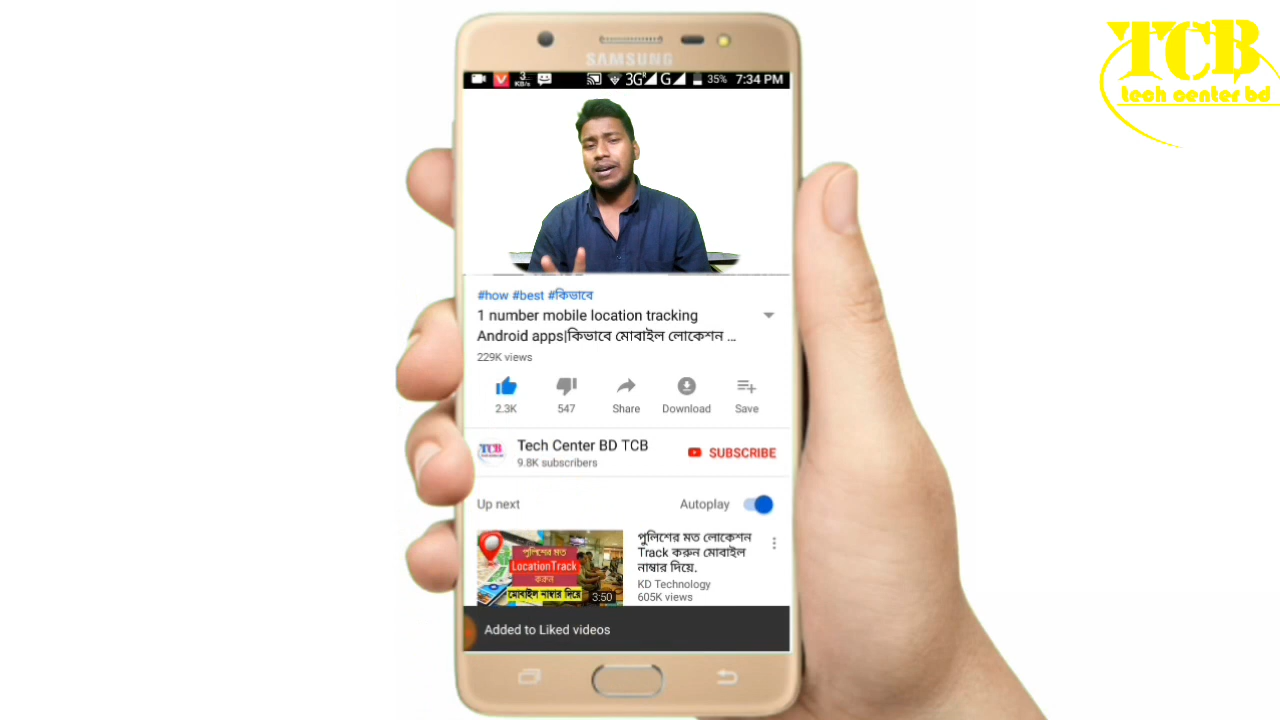 TCB
tech center bd
SAMSUNG
3 KB/s 3G R G 35% 7:34 PM
#how #best #কিভাবে
1 number mobile location tracking
Android apps|কিভাবে মোবাইল লোকেশন ...
229K views
2.3K 547 Share Download Save
TCB
Tech Center BD TCB
9.8K subscribers
SUBSCRIBE
Up next Autoplay
পুলিশের মত
LocationTrack
করুন
মোবাইল নাম্বার দিয়ে
3:50
পুলিশের মত লোকেশন
Track করুন মোবাইল
নাম্বার দিয়ে.
KD Technology
605K views
Added to Liked videos